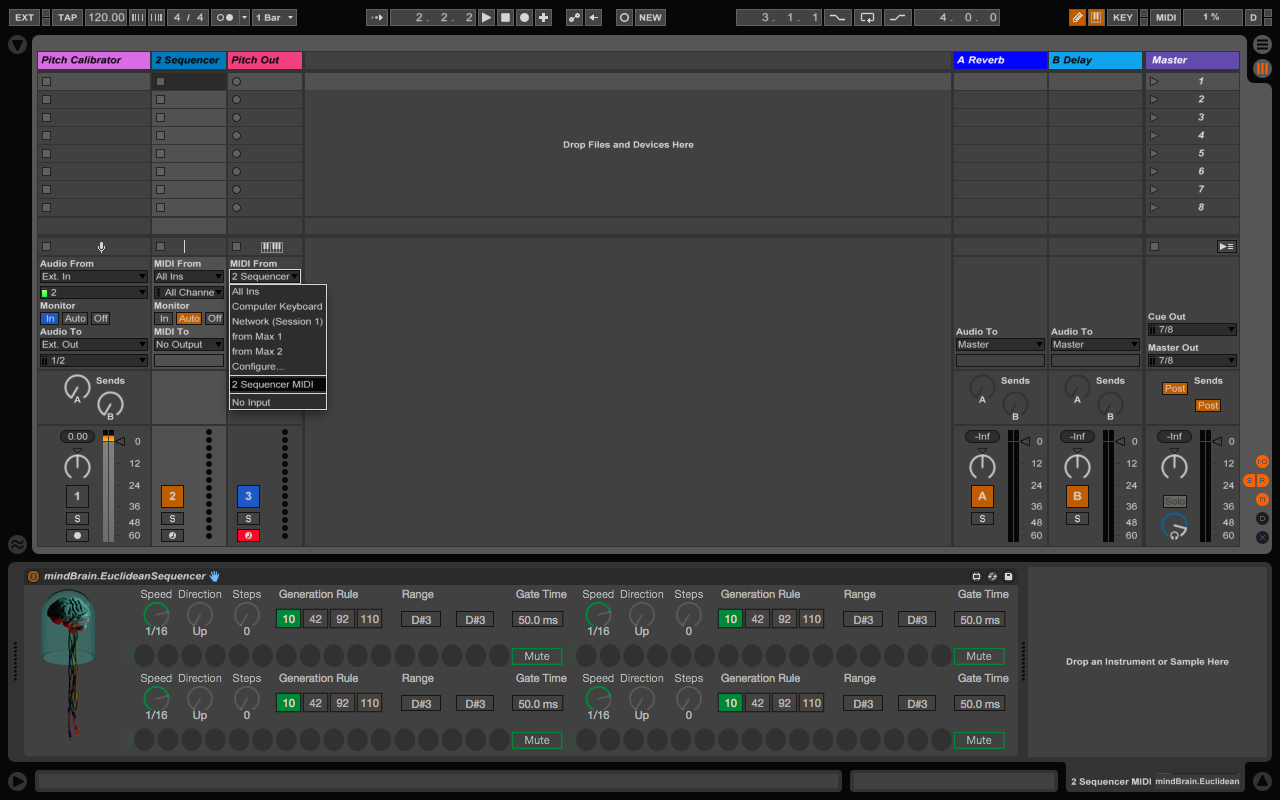 EXT TAP 120.00 4 / 4 1 Bar 2. 2. 2 NEW 3. 1. 1 4. 0. 0 KEY MIDI 1 % D
Pitch Calibrator 2 Sequencer Pitch Out A Reverb B Delay Master
1
2
3
4
5
6
7
8
Drop Files and Devices Here
Audio From MIDI From MIDI From
Ext. In All Ins 2 Sequencer
2 All Channe
Monitor Monitor
In Auto Off In Auto Off
Audio To MIDI To
Ext. Out No Output
1/2
All Ins
Computer Keyboard
Network (Session 1)
from Max 1
from Max 2
Configure...
2 Sequencer MIDI
No Input
Audio To Audio To
Master Master
Cue Out
7/8
Master Out
7/8
Sends Sends Sends Sends
A B A B A B Post Post
0.00 -Inf -Inf -Inf
0 0 0 0
12 12 12 12
24 24 24 24
36 36 36 36
48 48 48 48
60 60 60 60
1 2 3 A B Solo
S S S S S
I·O
S R
M
D
X
mindBrain.EuclideanSequencer
Speed Direction Steps Generation Rule Range Gate Time Speed Direction Steps Generation Rule Range Gate Time
1/16 Up 0 10 42 92 110 D#3 D#3 50.0 ms 1/16 Up 0 10 42 92 110 D#3 D#3 50.0 ms
Mute Mute
Speed Direction Steps Generation Rule Range Gate Time Speed Direction Steps Generation Rule Range Gate Time
1/16 Up 0 10 42 92 110 D#3 D#3 50.0 ms 1/16 Up 0 10 42 92 110 D#3 D#3 50.0 ms
Mute Mute
Drop an Instrument or Sample Here
2 Sequencer MIDI mindBrain.Euclidean